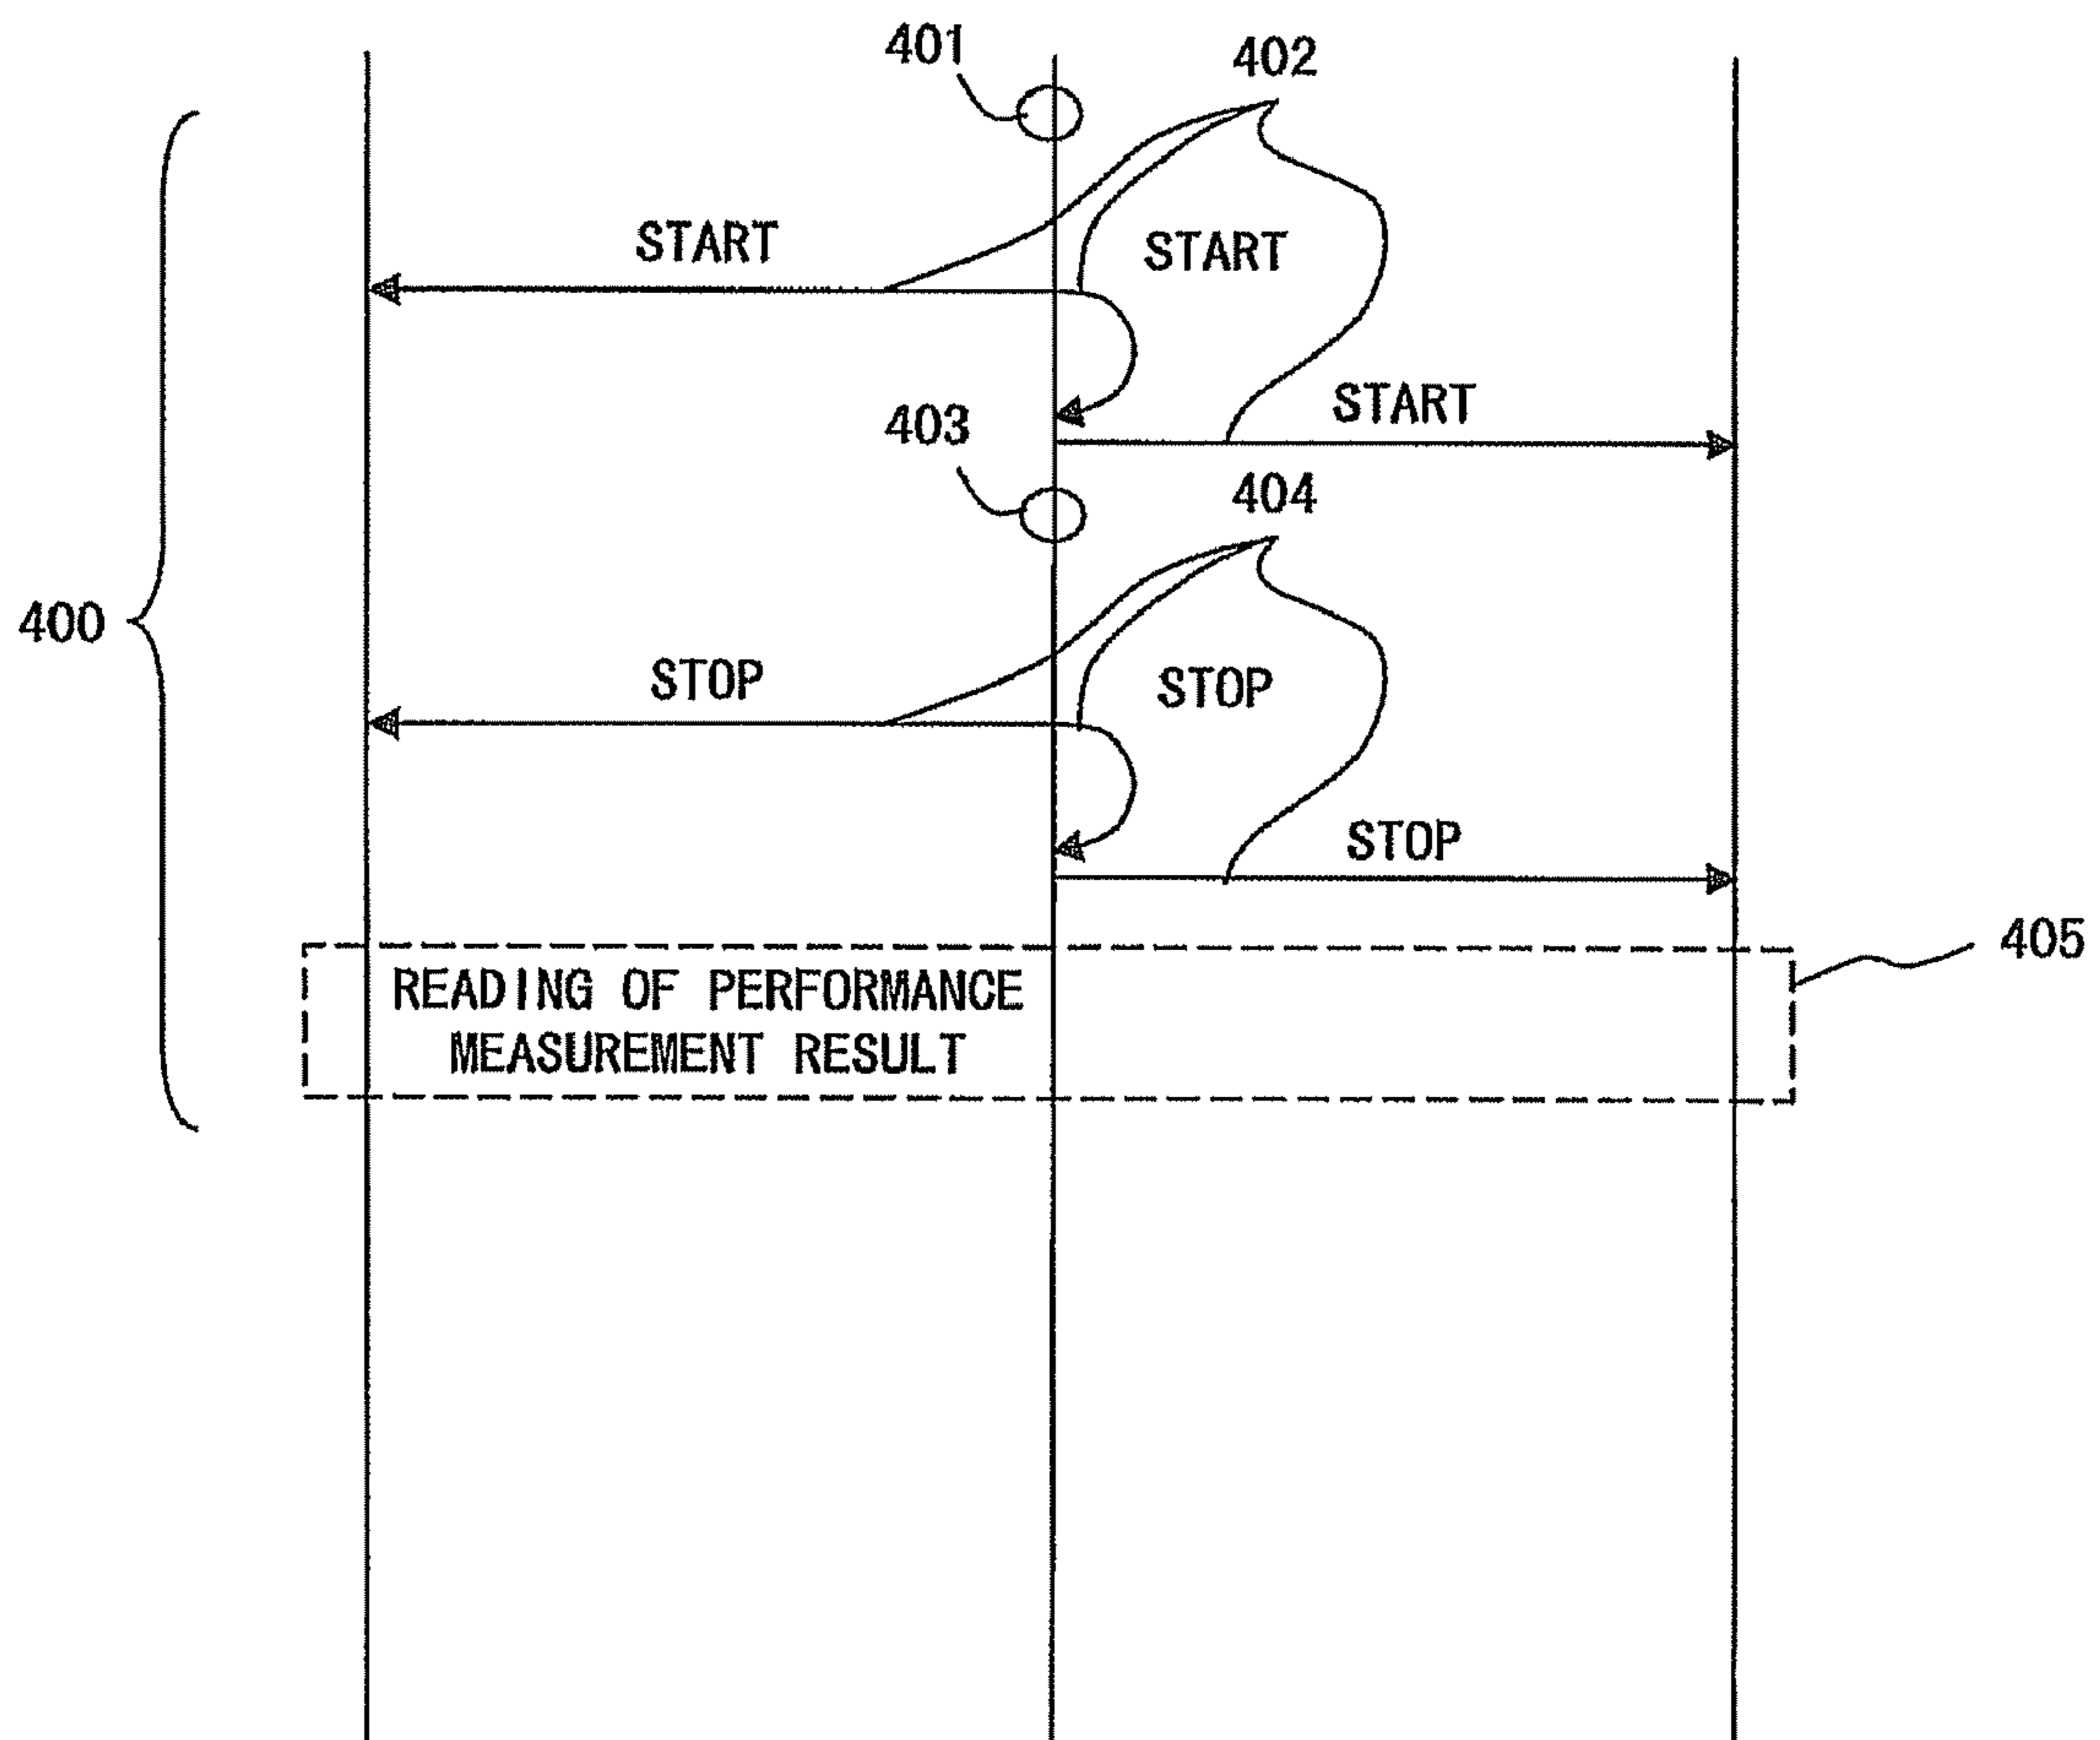 401
402
START
START
START
403
404
400
STOP
STOP
STOP
405
READING OF PERFORMANCE
MEASUREMENT RESULT